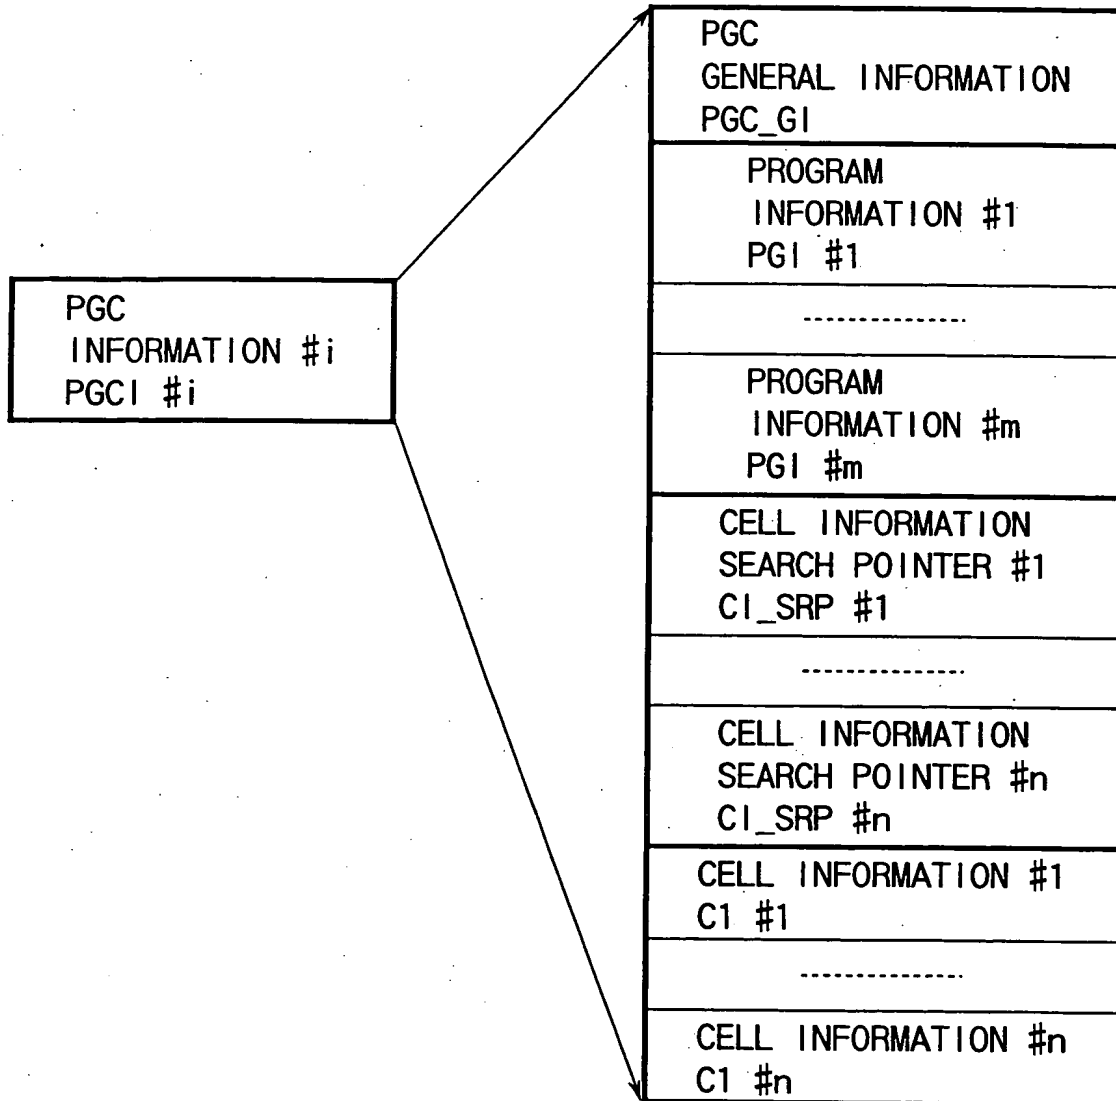 PGC
INFORMATION #i
PGCI #i
PGC
GENERAL INFORMATION
PGC_GI
PROGRAM
INFORMATION #1
PGI #1
---------------
PROGRAM
INFORMATION #m
PGI #m
CELL INFORMATION
SEARCH POINTER #1
CI_SRP #1
---------------
CELL INFORMATION
SEARCH POINTER #n
CI_SRP #n
CELL INFORMATION #1
C1 #1
---------------
CELL INFORMATION #n
C1 #n